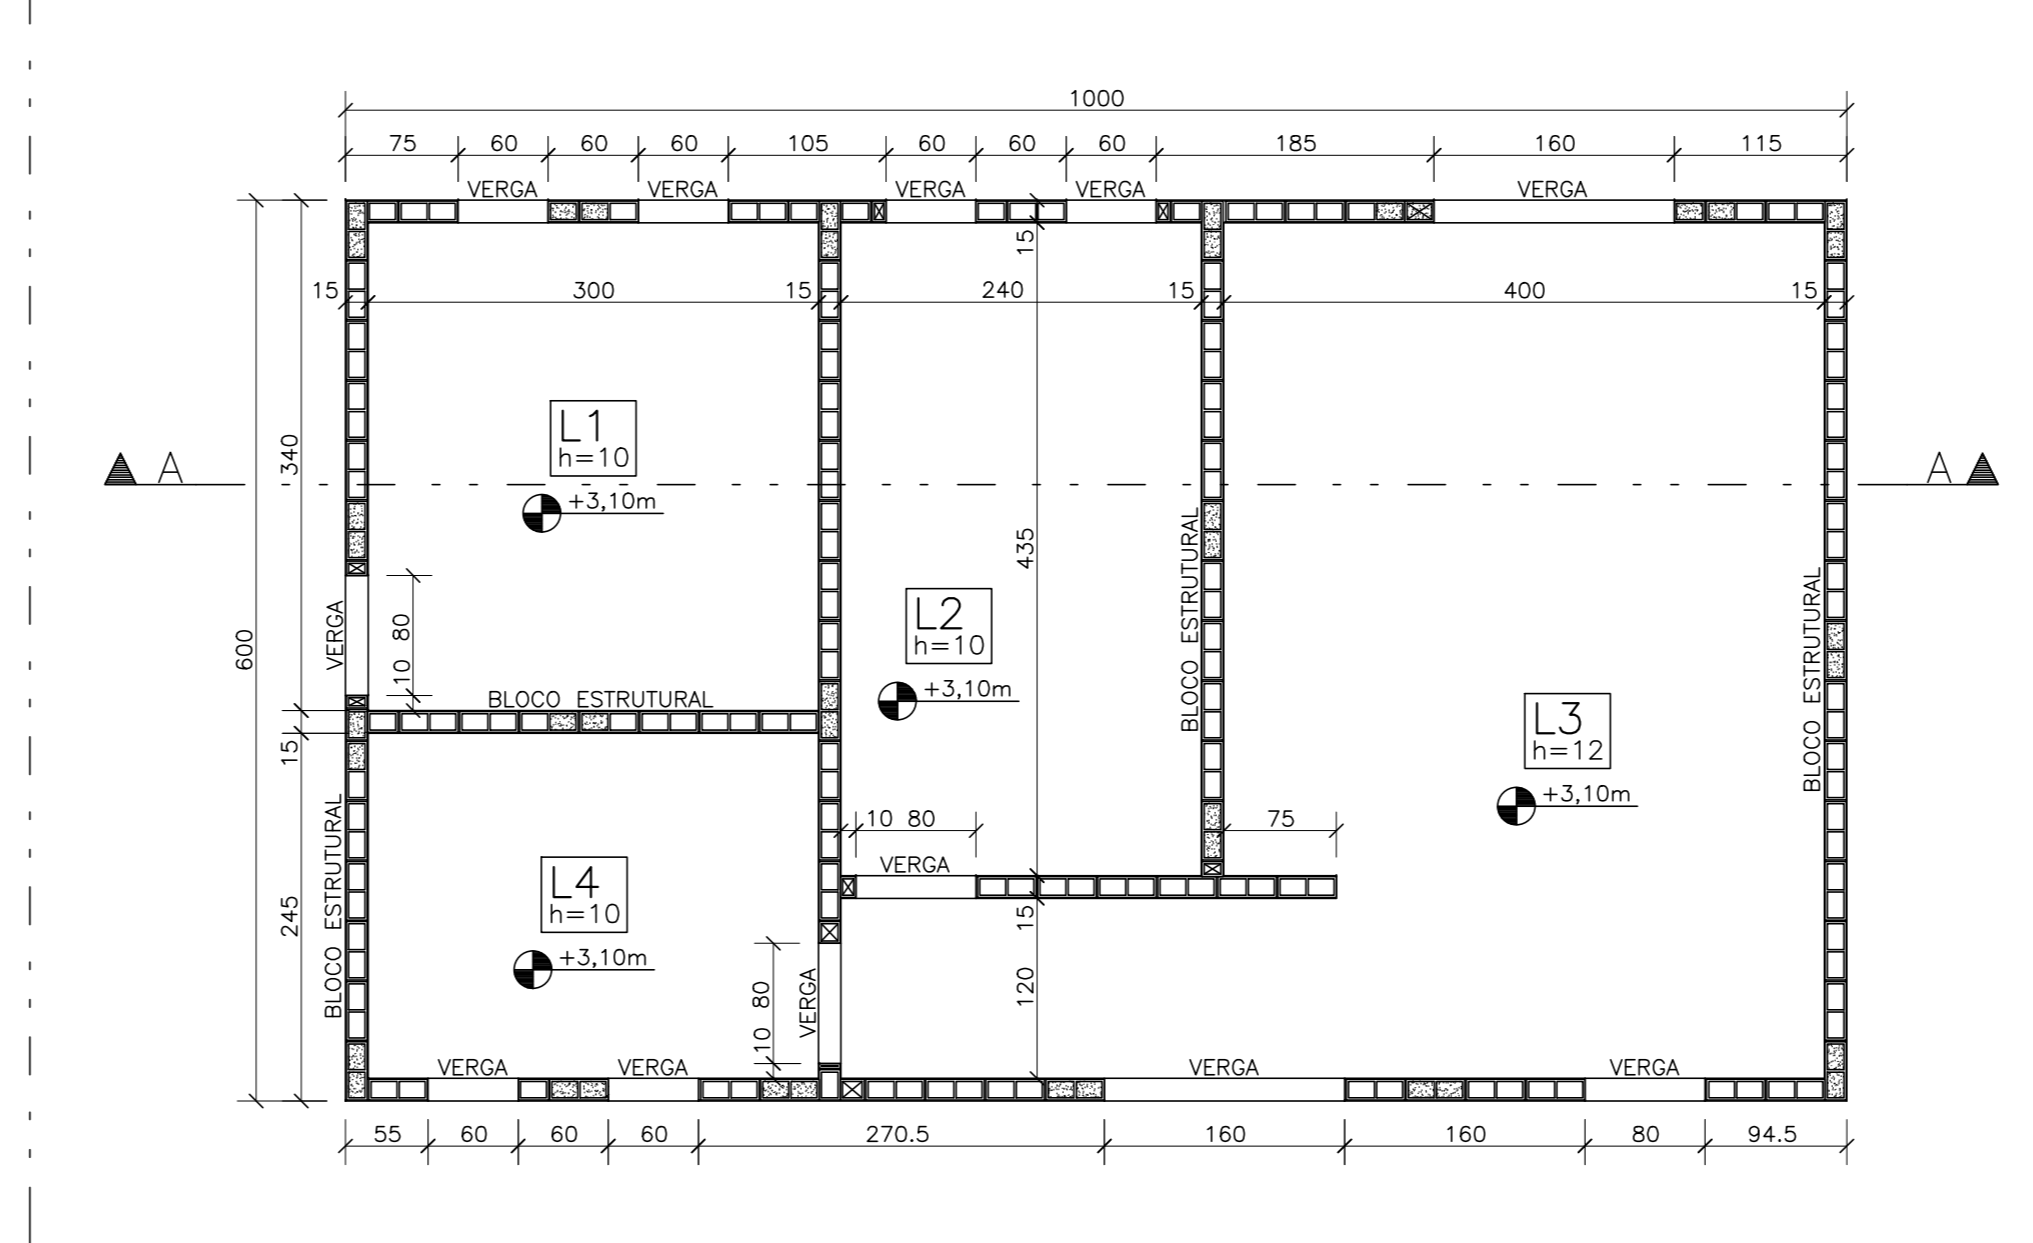 1000
75 60 60 60 105 60 60 60 185 160 115
VERGA VERGA VERGA VERGA VERGA
15
15 300 15 240 15 400 15
A A
L1
h=10
+3,10m
340
435
600
BLOCO ESTRUTURAL
BLOCO ESTRUTURAL
VERGA
10 80
L2
h=10
+3,10m
BLOCO ESTRUTURAL
L3
h=12
+3,10m
15
10 80
75
VERGA
BLOCO ESTRUTURAL
245
L4
h=10
+3,10m
15
120
10 80
VERGA
VERGA VERGA VERGA VERGA
55 60 60 60 270.5 160 160 80 94.5